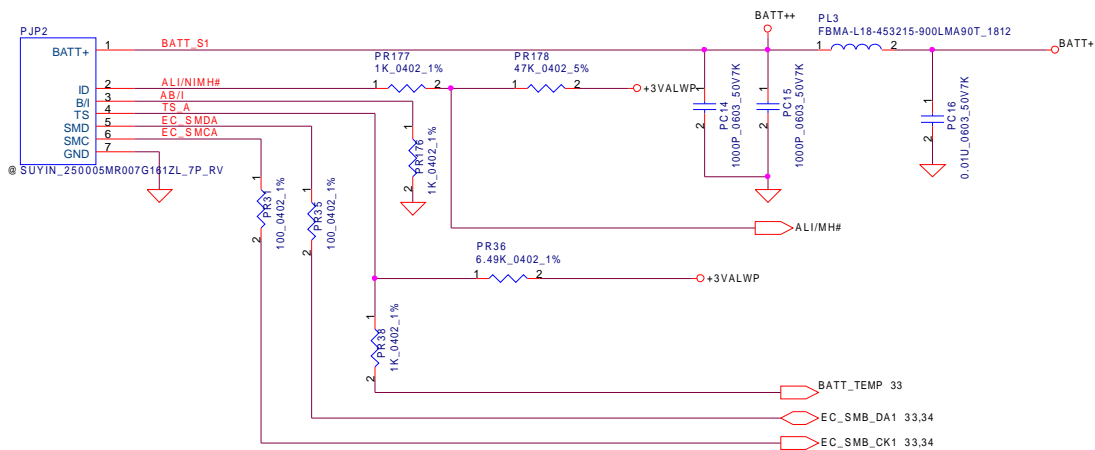 BATT++
PL3
FBMA-L18-453215-900LMA90T_1812
PJP2
BATT+
1
BATT_S1
1
2
BATT+
PR177
1K_0402_1%
PR178
47K_0402_5%
ID
2
ALI/NIMH#
1
2
1
2
+3VALWP
B/I
3
AB/I
TS
4
TS_A
SMD
5
EC_SMDA
SMC
6
EC_SMCA
GND
7
@SUYIN_250005MR007G161ZL_7P_RV
1
2
PC14
1000P_0603_50V7K
1
2
PC15
1000P_0603_50V7K
1
2
PC16
0.01U_0603_50V7K
1
2
PR176
1K_0402_1%
1
2
PR31
100_0402_1%
1
2
PR35
100_0402_1%
ALI/MH#
PR36
6.49K_0402_1%
1
2
+3VALWP
1
2
PR38
1K_0402_1%
BATT_TEMP 33
EC_SMB_DA1 33,34
EC_SMB_CK1 33,34